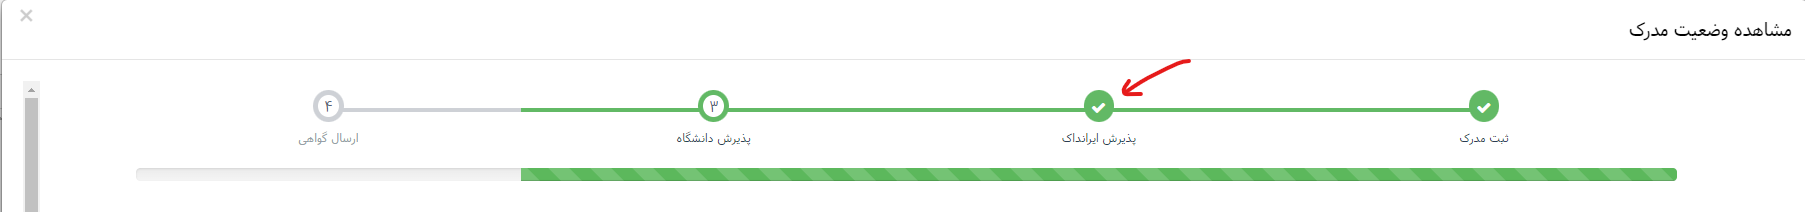 مشاهده وضعیت مدرک
×
۳ ۴
ثبت مدرک پذیرش ایرانداک پذیرش دانشگاه ارسال گواهی